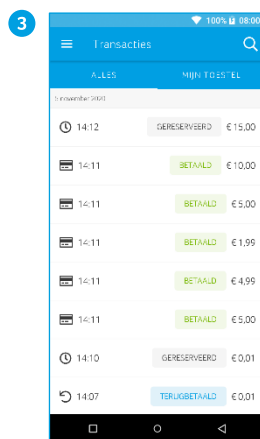 3
100% 08:00
Transacties
ALLES MIJN TOESTEL
5 november 2020
14:12 GERESERVEERD € 15,00
14:11 BETAALD € 10,00
14:11 BETAALD € 5,00
14:11 BETAALD € 1,99
14:11 BETAALD € 4,99
14:11 BETAALD € 5,00
14:10 GERESERVEERD € 0,01
14:07 TERUGBETAALD € 0,01